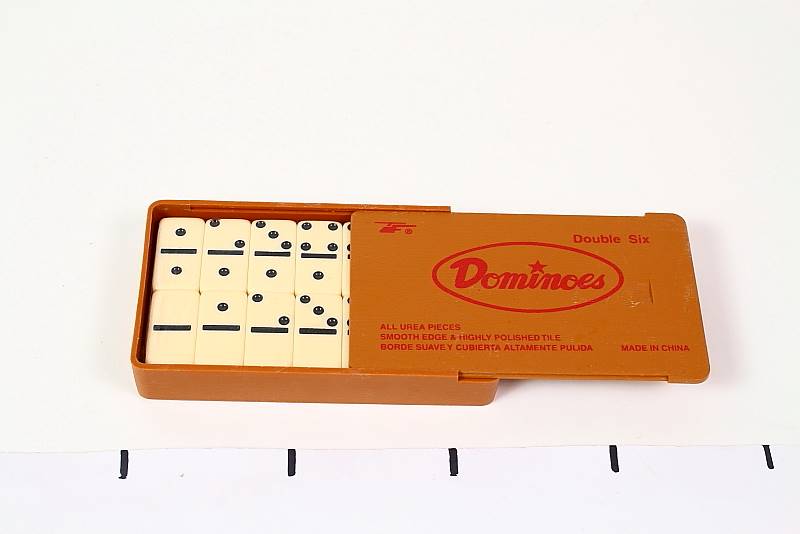 Double Six
Dominoes
ALL UREA PIECES
SMOOTH EDGE & HIGHLY POLISHED TILE
BORDE SUAVE Y CUBIERTA ALTAMENTE PULIDA
MADE IN CHINA